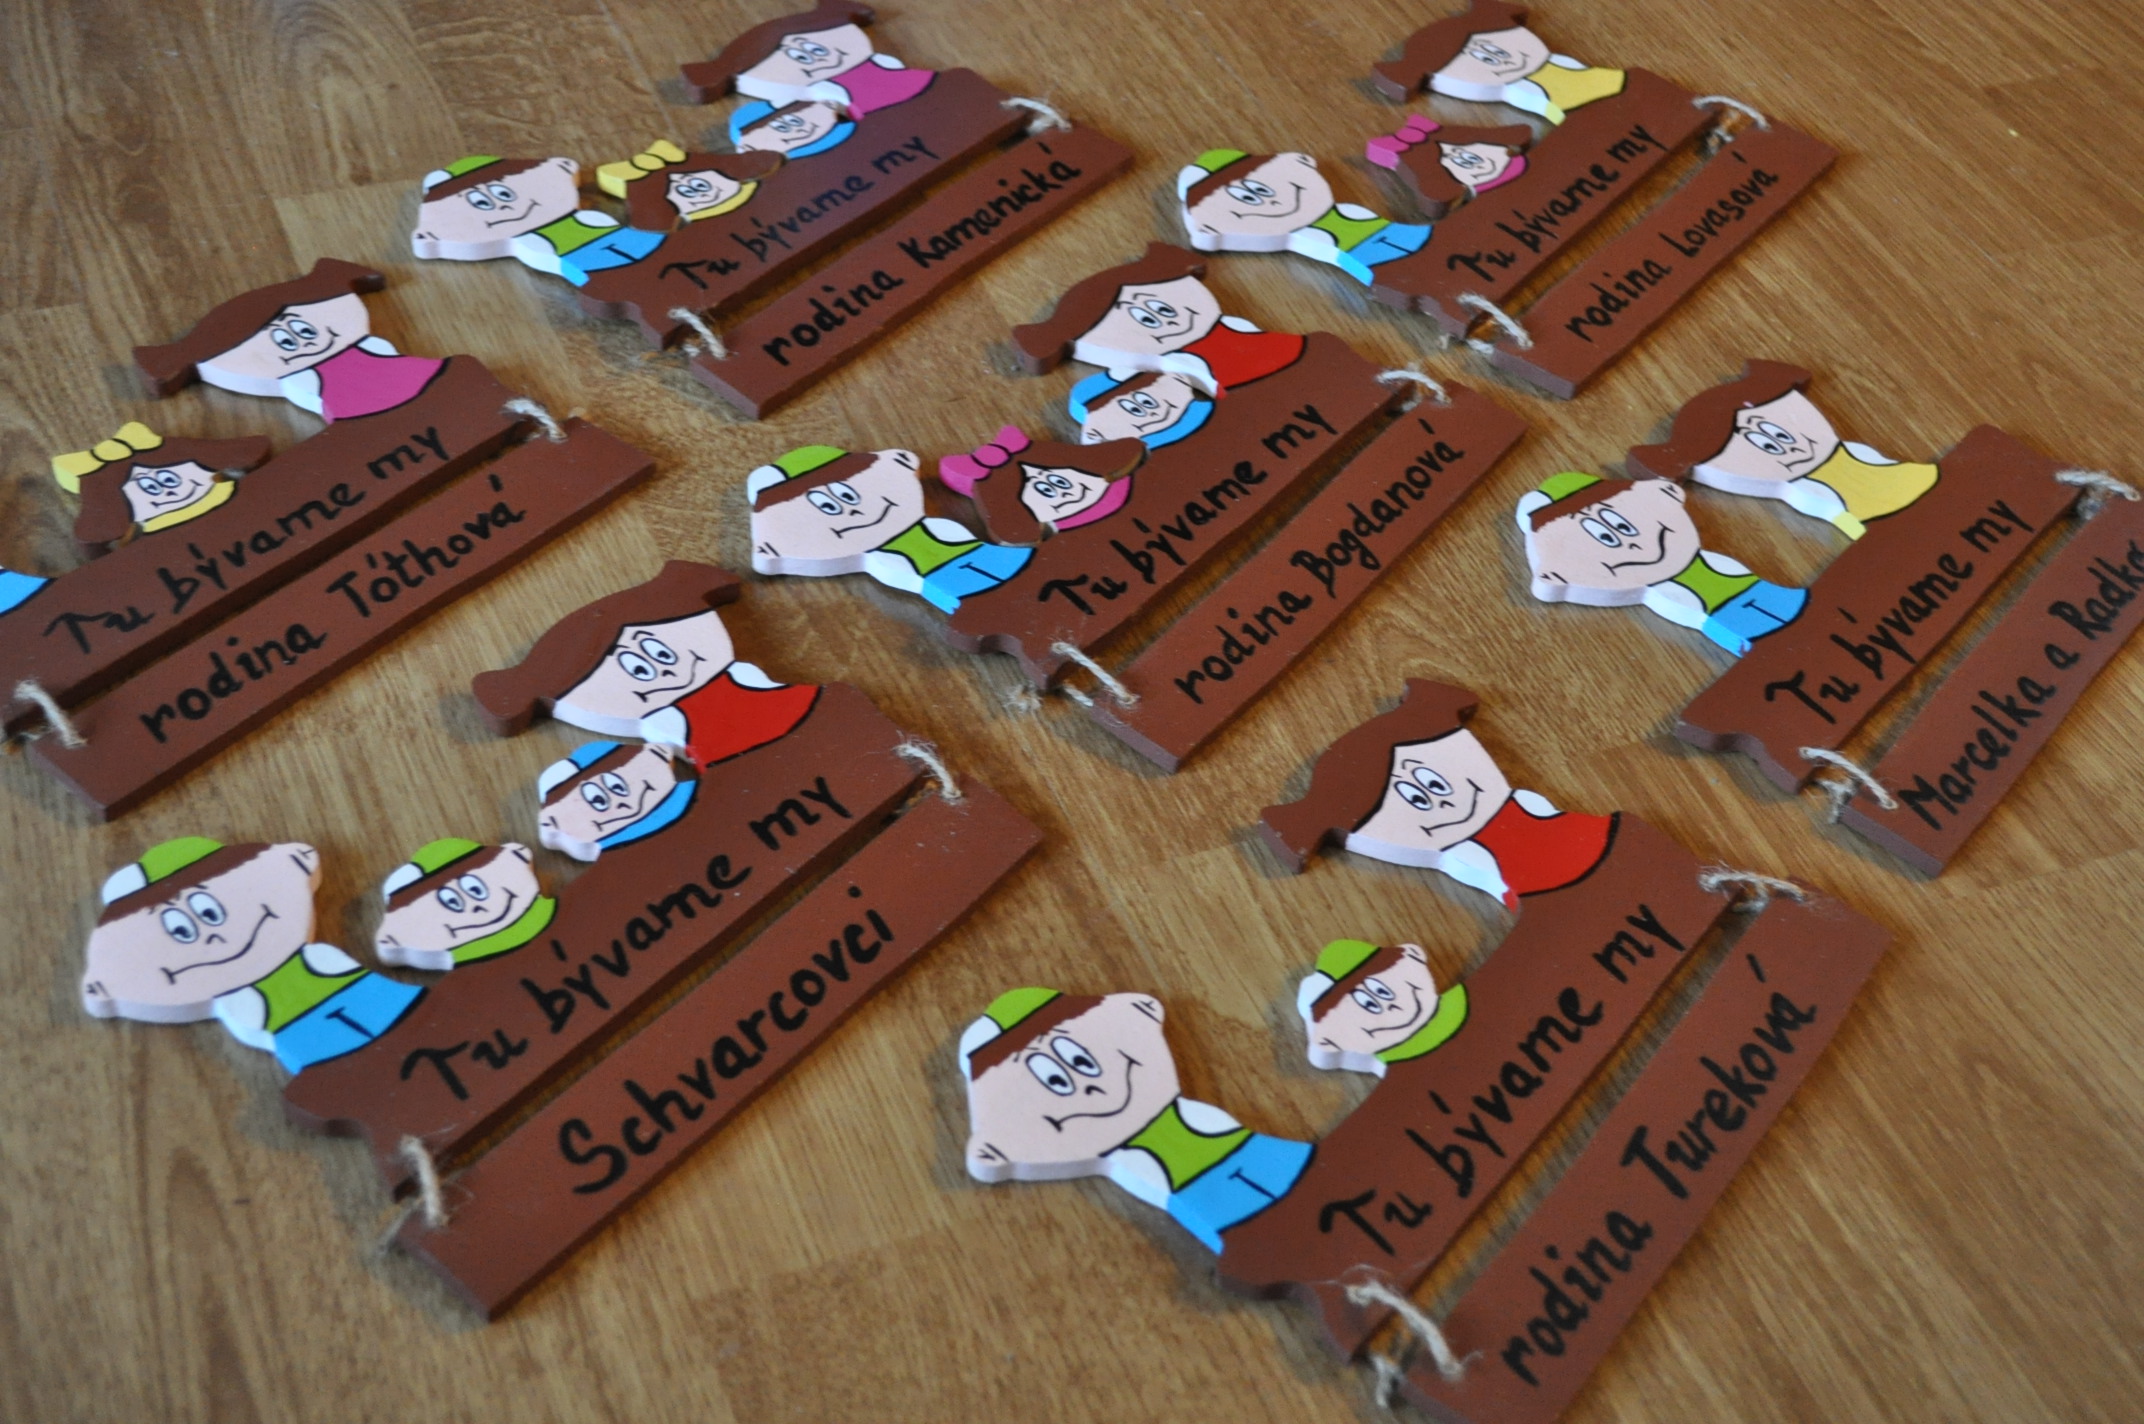 Tu bývame my
rodina Kamenická
Tu bývame my
rodina Lovasová
Tu bývame my
rodina Tóthová
Tu bývame my
rodina Bogdanová
Tu bývame my
Marcelka a Radko
Tu bývame my
Schvarcovci
Tu bývame my
rodina Tureková